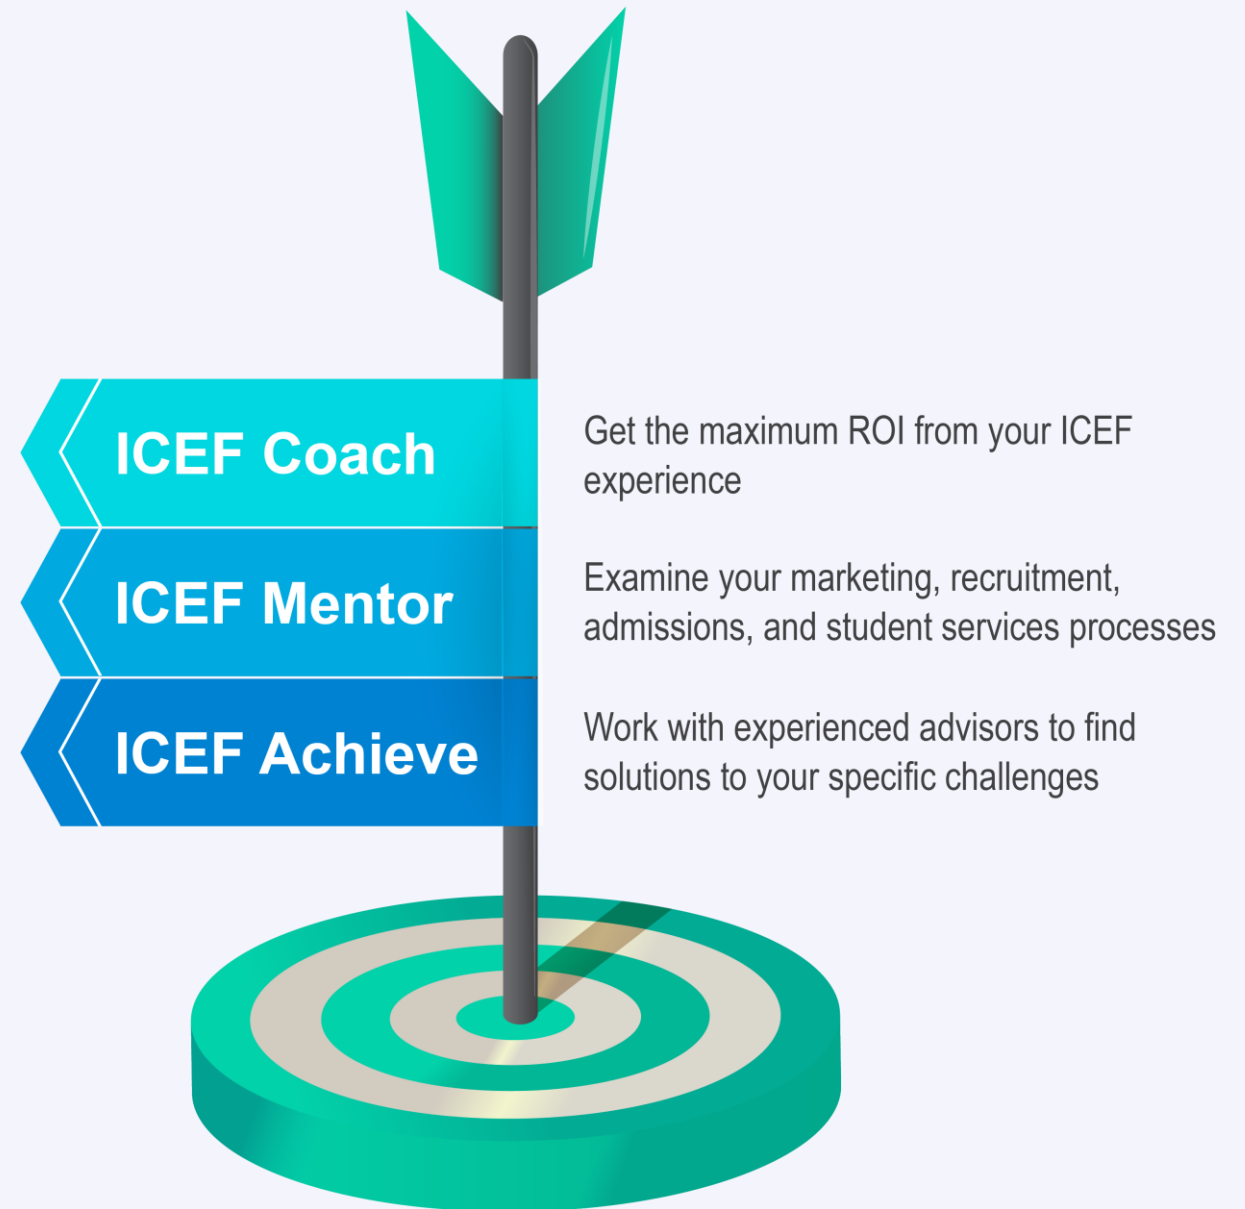 ICEF Coach
Get the maximum ROI from your ICEF
experience
ICEF Mentor
Examine your marketing, recruitment,
admissions, and student services processes
ICEF Achieve
Work with experienced advisors to find
solutions to your specific challenges